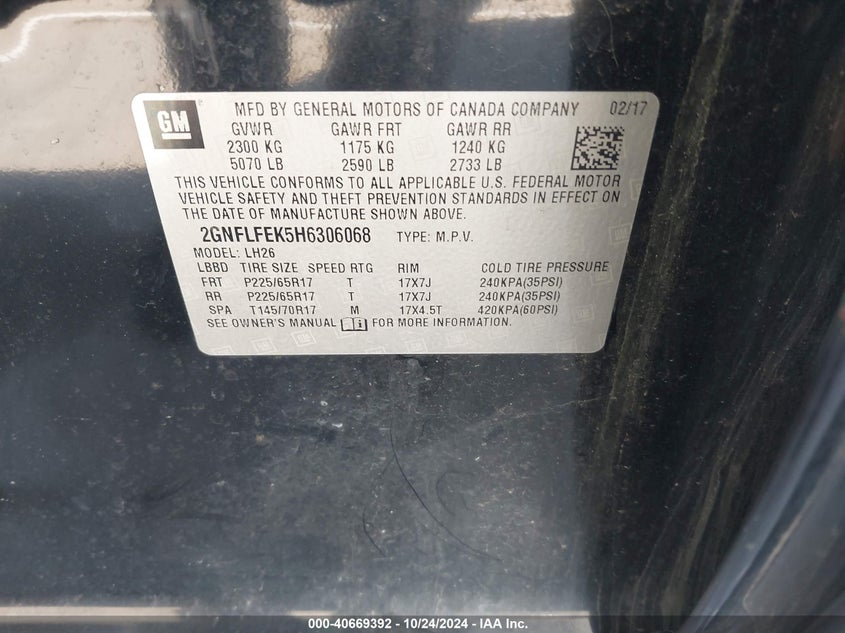 GM
MFD BY GENERAL MOTORS OF CANADA COMPANY 02/17
GVWR GAWR FRT GAWR RR
2300 KG 1175 KG 1240 KG
5070 LB 2590 LB 2733 LB
THIS VEHICLE CONFORMS TO ALL APPLICABLE U.S. FEDERAL MOTOR
VEHICLE SAFETY AND THEFT PREVENTION STANDARDS IN EFFECT ON
THE DATE OF MANUFACTURE SHOWN ABOVE.
2GNFLFEK5H6306068 TYPE: M.P.V.
MODEL: LH26
LBBD TIRE SIZE SPEED RTG RIM COLD TIRE PRESSURE
FRT P225/65R17 T 17X7J 240KPA(35PSI)
RR P225/65R17 T 17X7J 240KPA(35PSI)
SPA T145/70R17 M 17X4.5T 420KPA(60PSI)
SEE OWNER'S MANUAL FOR MORE INFORMATION.
000-40669392 - 10/24/2024 - IAA Inc.